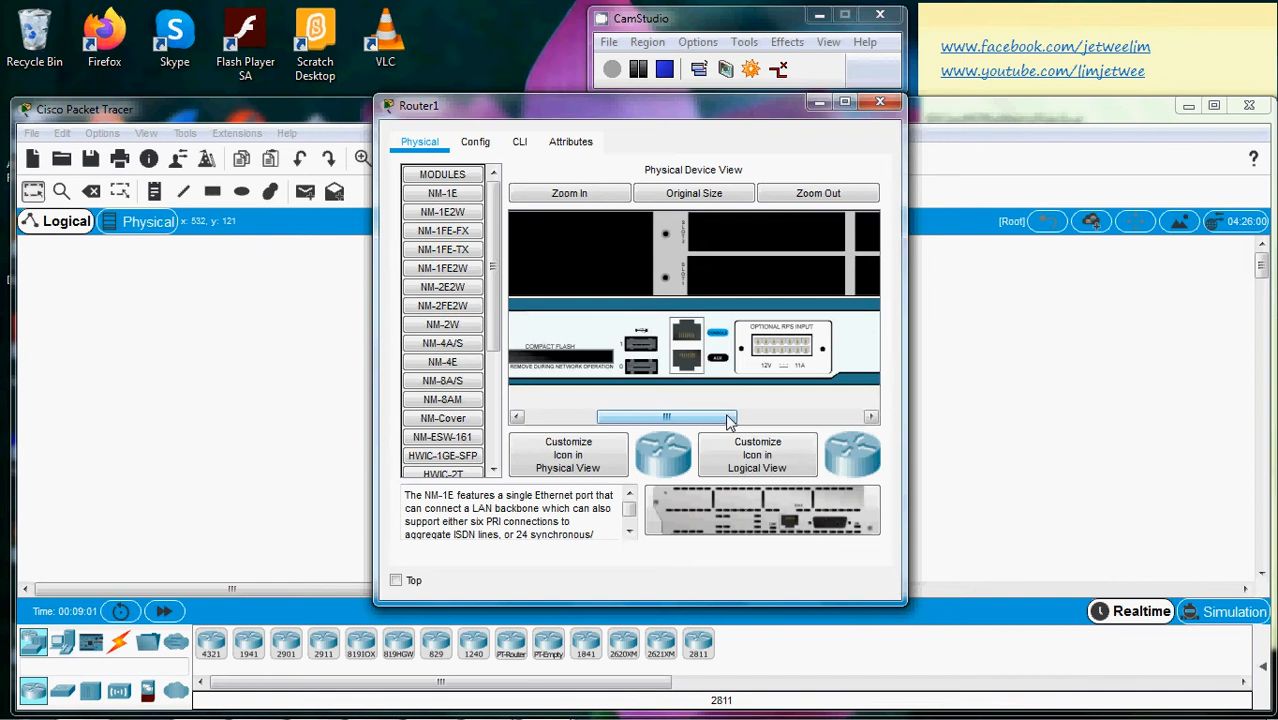 Recycle Bin
Firefox
Skype
Flash Player
SA
Scratch
Desktop
VLC
CamStudio
File Region Options Tools Effects View Help
www.facebook.com/jetweelim
www.youtube.com/limjetwee
Cisco Packet Tracer
File Edit Options View Tools Extensions Help
Logical
Physical
x: 532, y: 121
[Root]
04:26:00
Router1
Physical Config CLI Attributes
MODULES
NM-1E
NM-1E2W
NM-1FE-FX
NM-1FE-TX
NM-1FE2W
NM-2E2W
NM-2FE2W
NM-2W
NM-4A/S
NM-4E
NM-8A/S
NM-8AM
NM-Cover
NM-ESW-161
HWIC-1GE-SFP
HWIC-2T
Physical Device View
Zoom In
Original Size
Zoom Out
COMPACT FLASH
REMOVE DURING NETWORK OPERATION
1
0
CONSOLE
AUX
OPTIONAL RPS INPUT
12V
11A
Customize
Icon in
Physical View
Customize
Icon in
Logical View
The NM-1E features a single Ethernet port that
can connect a LAN backbone which can also
support either six PRI connections to
aggregate ISDN lines, or 24 synchronous/
Top
Time: 00:09:01
Realtime
Simulation
4321 1941 2901 2911 819IOX 819HGW 829 1240 PT-Router PT-Empty 1841 2620XM 2621XM 2811
2811